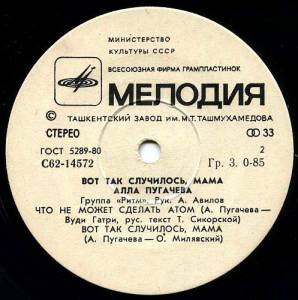 МИНИСТЕРСТВО
КУЛЬТУРЫ СССР
ВСЕСОЮЗНАЯ ФИРМА ГРАМПЛАСТИНОК
МЕЛОДИЯ
© ТАШКЕНТСКИЙ ЗАВОД им. М.Т.ТАШМУХАМЕДОВА
СТЕРЕО 33
ГОСТ 5289-80 2
С62-14572 Гр. 3. 0-85
ВОТ ТАК СЛУЧИЛОСЬ, МАМА
АЛЛА ПУГАЧЕВА
Группа «Ритм». Рук. А. Авилов
ЧТО НЕ МОЖЕТ СДЕЛАТЬ АТОМ (А. Пугачева—
Вуди Гатри, рус. текст Т. Сикорской)
ВОТ ТАК СЛУЧИЛОСЬ, МАМА
(А. Пугачева—О. Милявский)